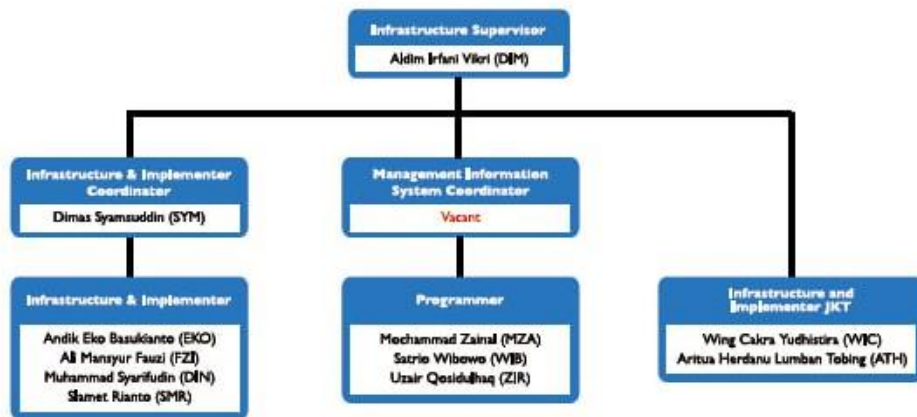 Infrastructure Supervisor
Aldim Irfani Vikri (DIM)
Infrastructure & Implementer
Coordinator
Dimas Syamsuddin (SYM)
Management Information
System Coordinator
Vacant
Infrastructure & Implementer
Andik Eko Basukianto (EKO)
Ali Mansyur Fauzi (FZI)
Muhammad Syarifudin (DIN)
Slamet Rianto (SMR)
Programmer
Mochammad Zainal (MZA)
Satrio Wibowo (WIB)
Uzair Qosidulhaq (ZIR)
Infrastructure and
Implementer JKT
Wing Cakra Yudhistira (WIC)
Aritua Herdanu Lumban Tobing (ATH)